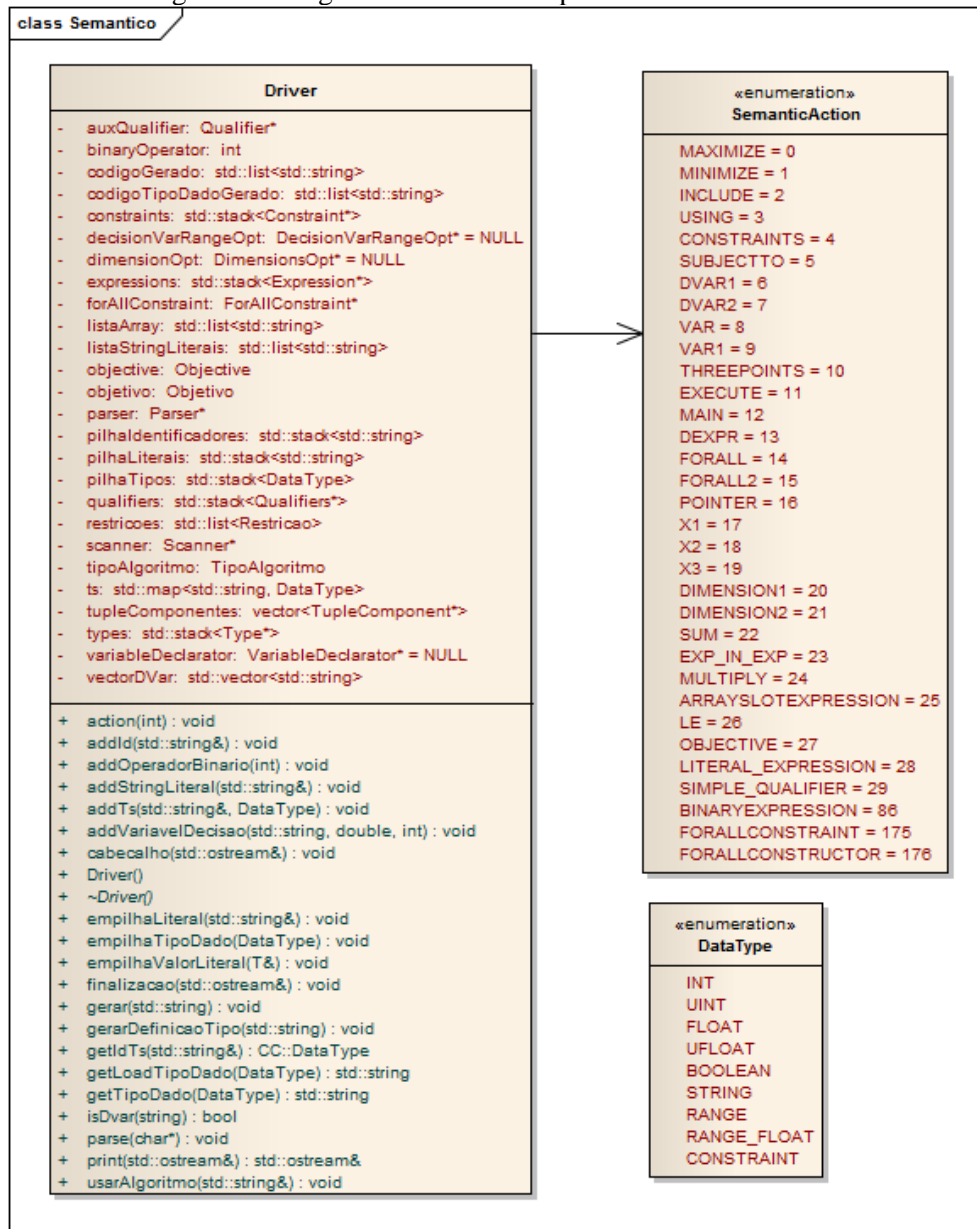 class Semantico
Driver
- auxQualifier: Qualifier*
- binaryOperator: int
- codigoGerado: std::list<std::string>
- codigoTipoDadoGerado: std::list<std::string>
- constraints: std::stack<Constraint*>
- decisionVarRangeOpt: DecisionVarRangeOpt* = NULL
- dimensionOpt: DimensionsOpt* = NULL
- expressions: std::stack<Expression*>
- forAllConstraint: ForAllConstraint*
- listaArray: std::list<std::string>
- listaStringLiterais: std::list<std::string>
- objective: Objective
- objetivo: Objetivo
- parser: Parser*
- pilhaIdentificadores: std::stack<std::string>
- pilhaLiterais: std::stack<std::string>
- pilhaTipos: std::stack<DataType>
- qualifiers: std::stack<Qualifiers*>
- restricoes: std::list<Restricao>
- scanner: Scanner*
- tipoAlgoritmo: TipoAlgoritmo
- ts: std::map<std::string, DataType>
- tupleComponentes: vector<TupleComponent*>
- types: std::stack<Type*>
- variableDeclarator: VariableDeclarator* = NULL
- vectorDVar: std::vector<std::string>
+ action(int) : void
+ addId(std::string&) : void
+ addOperadorBinario(int) : void
+ addStringLiteral(std::string&) : void
+ addTs(std::string&, DataType) : void
+ addVariavelDecisao(std::string, double, int) : void
+ cabecalho(std::ostream&) : void
+ Driver()
+ ~Driver()
+ empilhaLiteral(std::string&) : void
+ empilhaTipoDado(DataType) : void
+ empilhaValorLiteral(T&) : void
+ finalizacao(std::ostream&) : void
+ gerar(std::string) : void
+ gerarDefinicaoTipo(std::string) : void
+ getIdTs(std::string&) : CC::DataType
+ getLoadTipoDado(DataType) : std::string
+ getTipoDado(DataType) : std::string
+ isDvar(string) : bool
+ parse(char*) : void
+ print(std::ostream&) : std::ostream&
+ usarAlgoritmo(std::string&) : void
«enumeration»
SemanticAction
MAXIMIZE = 0
MINIMIZE = 1
INCLUDE = 2
USING = 3
CONSTRAINTS = 4
SUBJECTTO = 5
DVAR1 = 6
DVAR2 = 7
VAR = 8
VAR1 = 9
THREEPOINTS = 10
EXECUTE = 11
MAIN = 12
DEXPR = 13
FORALL = 14
FORALL2 = 15
POINTER = 16
X1 = 17
X2 = 18
X3 = 19
DIMENSION1 = 20
DIMENSION2 = 21
SUM = 22
EXP_IN_EXP = 23
MULTIPLY = 24
ARRAYSLOTEXPRESSION = 25
LE = 26
OBJECTIVE = 27
LITERAL_EXPRESSION = 28
SIMPLE_QUALIFIER = 29
BINARYEXPRESSION = 86
FORALLCONSTRAINT = 175
FORALLCONSTRUCTOR = 176
«enumeration»
DataType
INT
UINT
FLOAT
UFLOAT
BOOLEAN
STRING
RANGE
RANGE_FLOAT
CONSTRAINT